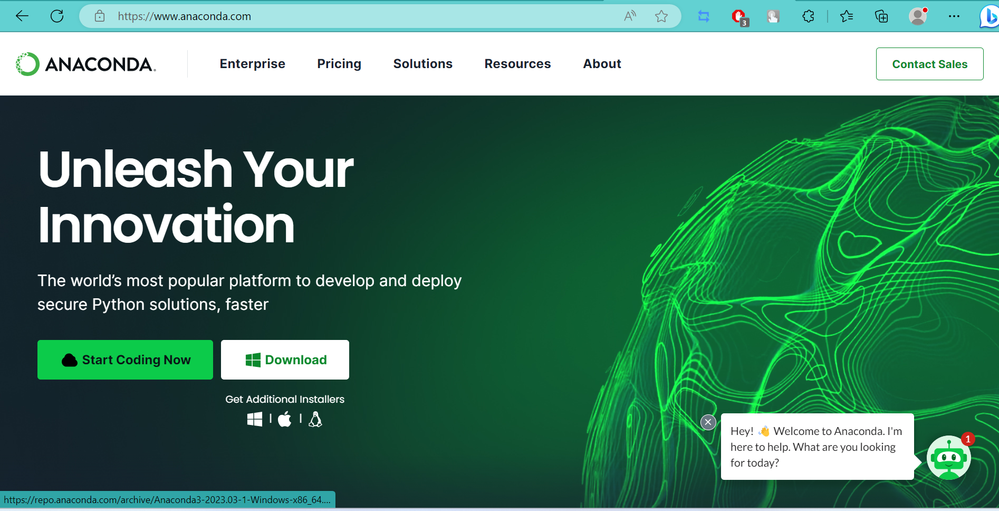 https://www.anaconda.com
3
ANACONDA.
Enterprise
Pricing
Solutions
Resources
About
Contact Sales
Unleash Your
Innovation
The world’s most popular platform to develop and deploy
secure Python solutions, faster
Start Coding Now
Download
Get Additional Installers
Hey! 👋 Welcome to Anaconda. I'm
here to help. What are you looking
for today?
1
https://repo.anaconda.com/archive/Anaconda3-2023.03-1-Windows-x86_64....